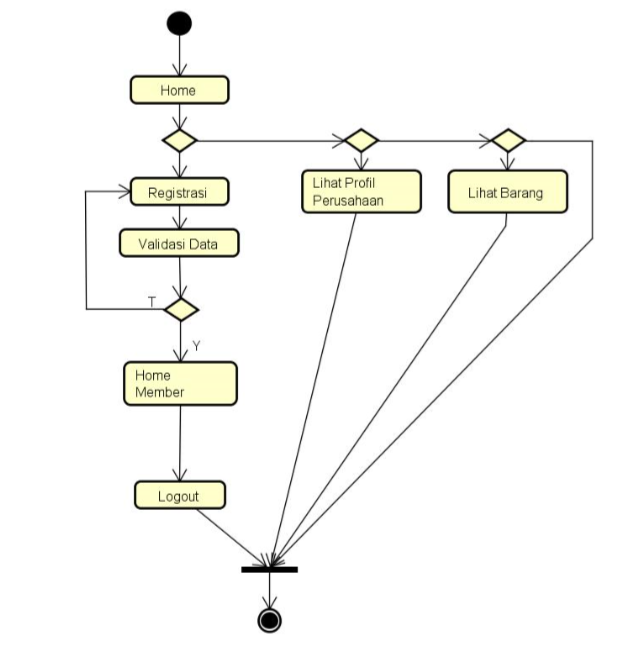 Home
Registrasi
Lihat Profil
Perusahaan
Lihat Barang
Validasi Data
T
Y
Home
Member
Logout